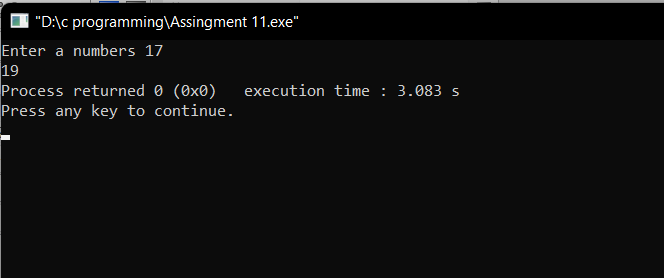 "D:\c programming\Assingment 11.exe"
Enter a numbers 17
19
Process returned 0 (0x0)   execution time : 3.083 s
Press any key to continue.